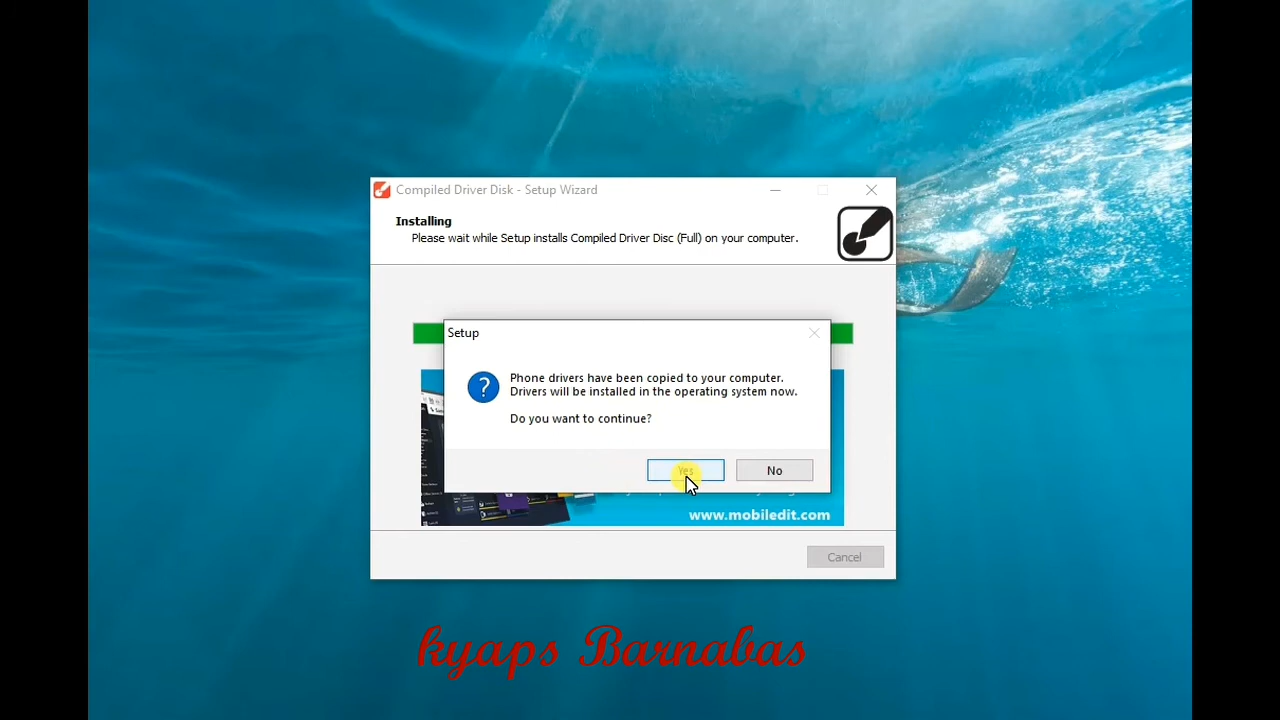 Compiled Driver Disk - Setup Wizard
Installing
Please wait while Setup installs Compiled Driver Disc (Full) on your computer.
Setup
Phone drivers have been copied to your computer.
Drivers will be installed in the operating system now.
Do you want to continue?
Yes
No
www.mobiledit.com
Cancel
kyaps Barnabas